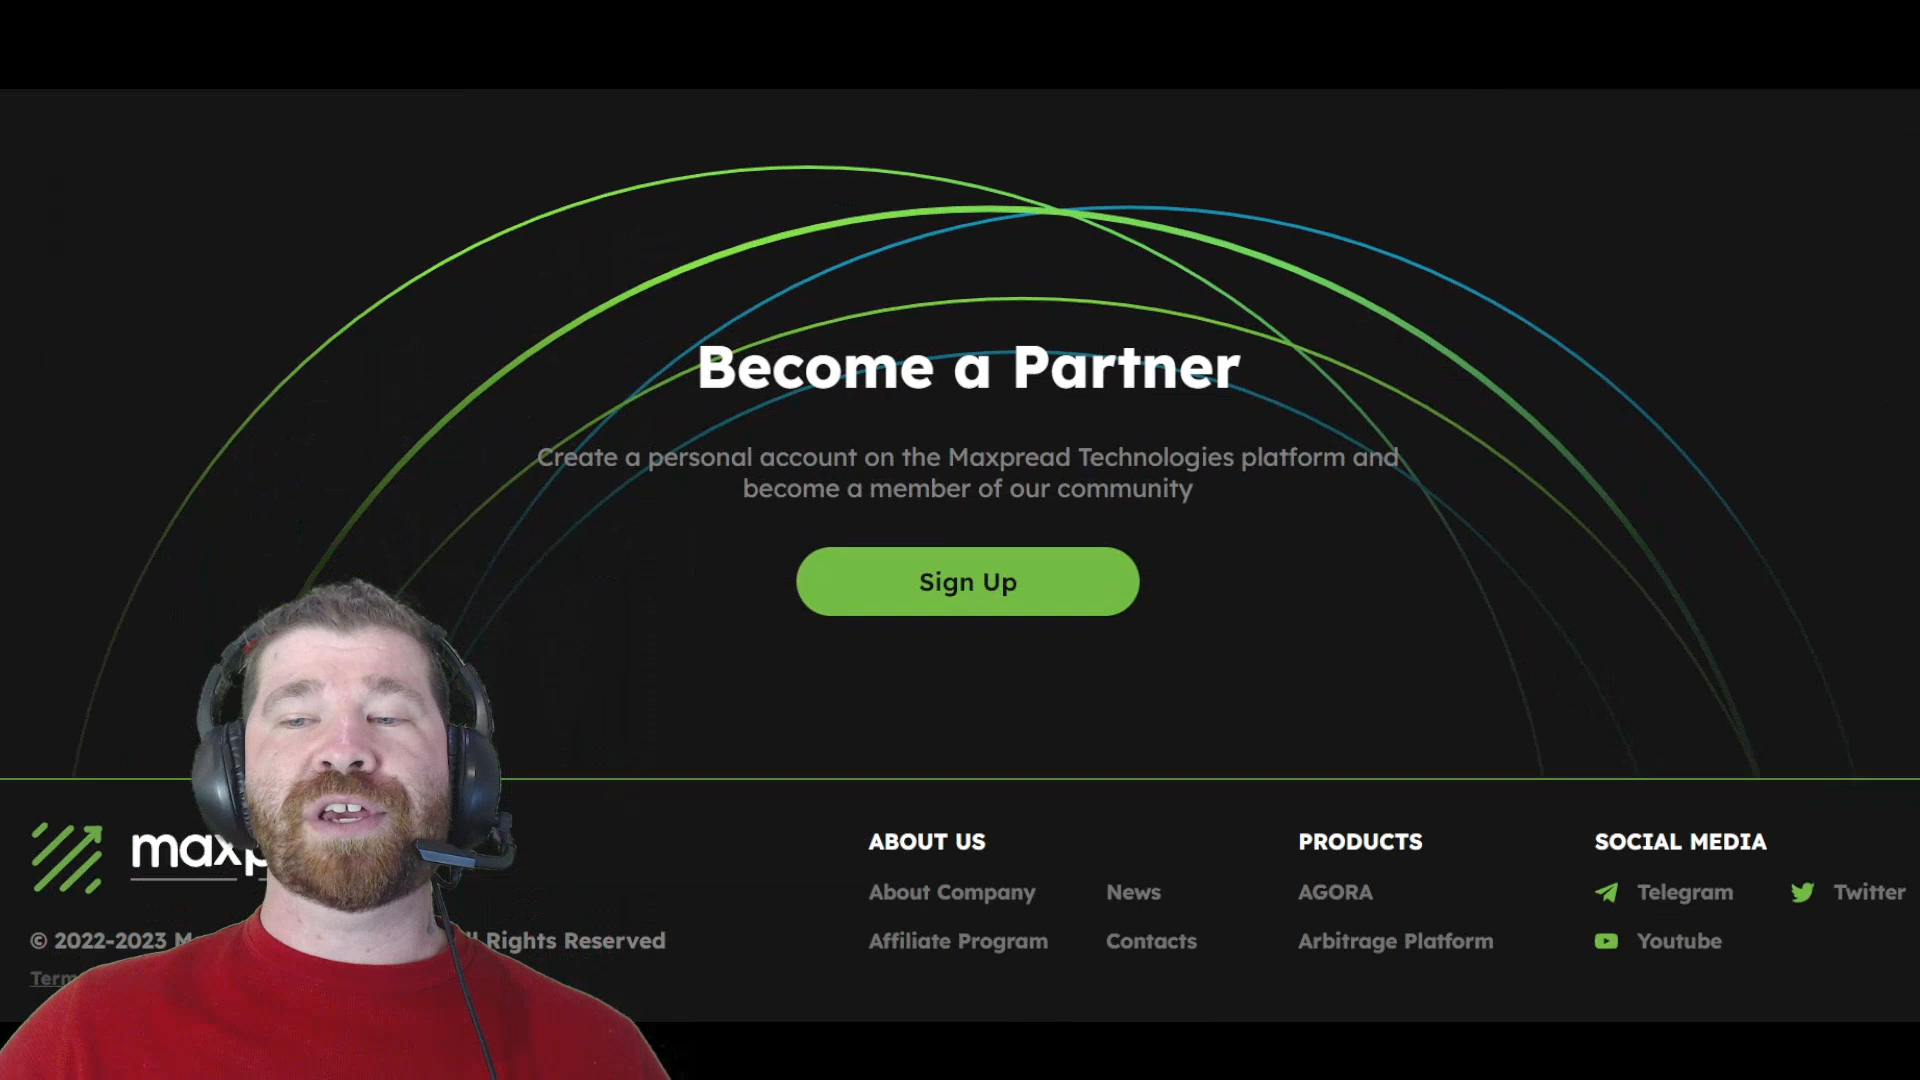 Become a Partner
Create a personal account on the Maxpread Technologies platform and
become a member of our community
Sign Up
ABOUT US
PRODUCTS
SOCIAL MEDIA
About Company
News
AGORA
Telegram
Twitter
© 2022-2023
Rights Reserved
Affiliate Program
Contacts
Arbitrage Platform
Youtube